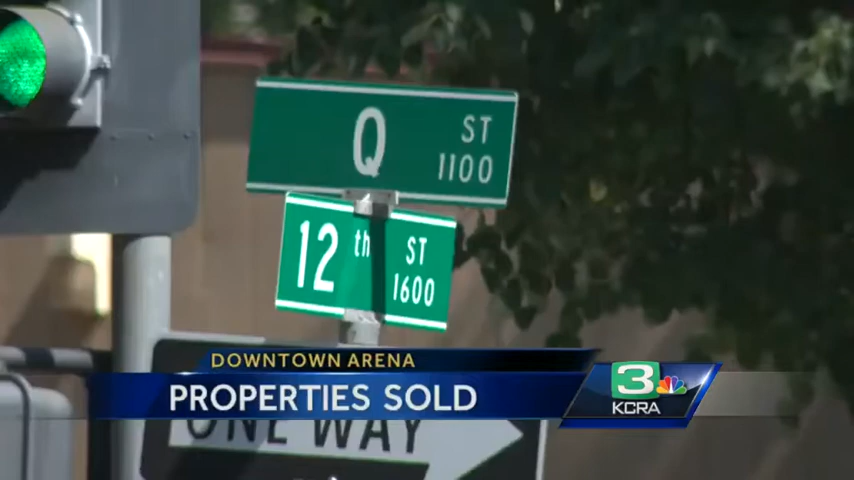 Q ST
1100
12th ST
1600
DOWNTOWN ARENA
PROPERTIES SOLD
3
KCRA
ONE WAY